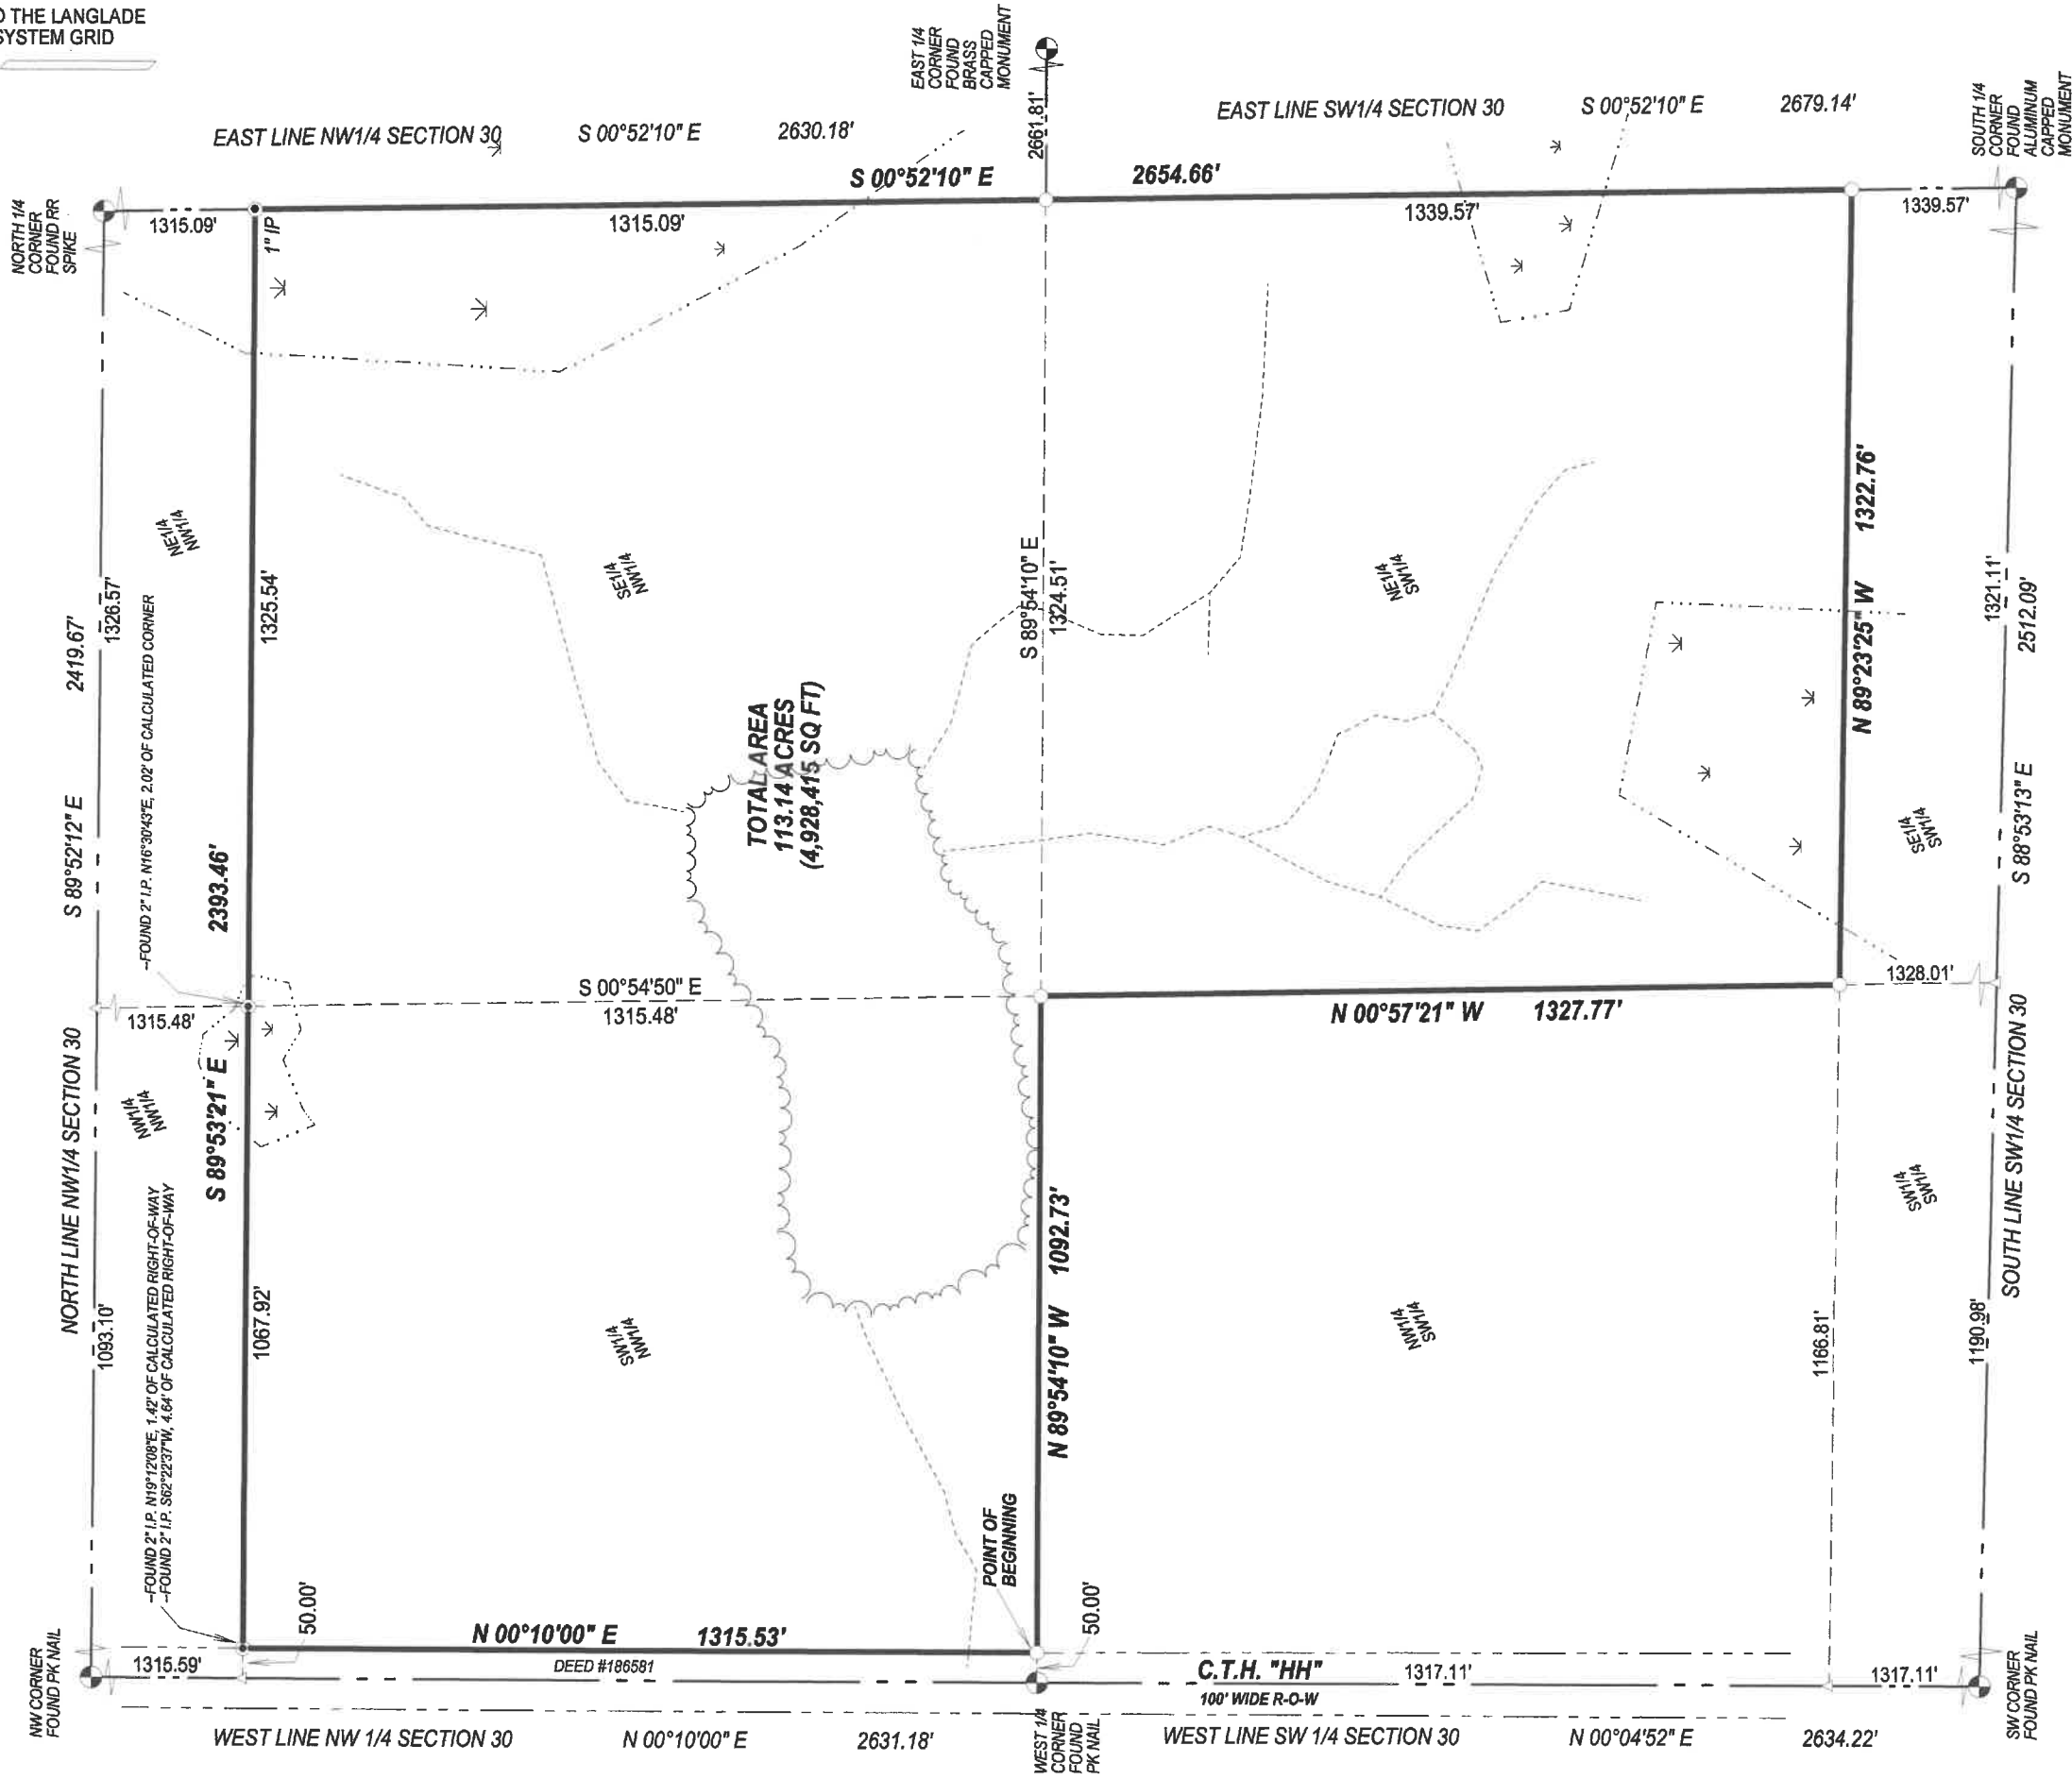 THE LANGLADE
SYSTEM GRID
EAST 1/4
CORNER
FOUND
BRASS
CAPPED
MONUMENT
2661.81'
EAST LINE NW1/4 SECTION 30
S 00°52'10" E
2630.18'
EAST LINE SW1/4 SECTION 30
S 00°52'10" E
2679.14'
SOUTH 1/4
CORNER
FOUND
ALUMINUM
CAPPED
MONUMENT
NORTH 1/4
CORNER
FOUND RR
SPIKE
1315.09'
1" IP
1315.09'
S 00°52'10" E
2654.66'
1339.57'
1339.57'
NE1/4
NW1/4
1326.57'
1325.54'
SE1/4
NW1/4
S 89°54'10" E
1324.51'
NE1/4
SW1/4
N 89°23'25" W 1322.76'
1321.11'
2512.09'
S 88°53'13" E
SE1/4
SW1/4
2419.67'
S 89°52'12" E
NORTH LINE NW1/4 SECTION 30
--FOUND 2" I.P. N16°30'43"E, 2.02' OF CALCULATED CORNER
2393.46'
S 89°53'21" E
TOTAL AREA
113.14 ACRES
(4,928,415 SQ FT)
1315.48'
S 00°54'50" E
1315.48'
N 00°57'21" W 1327.77'
1328.01'
NW1/4
NW1/4
1093.10'
1067.92'
--FOUND 2" I.P. N19°12'08"E, 1.42' OF CALCULATED RIGHT-OF-WAY
--FOUND 2" I.P. S62°22'37"W, 4.64' OF CALCULATED RIGHT-OF-WAY
SW1/4
NW1/4
N 89°54'10" W 1092.73'
NW1/4
SW1/4
1166.81'
SW1/4
SW1/4
1190.98'
SOUTH LINE SW1/4 SECTION 30
POINT OF
BEGINNING
50.00'
50.00'
N 00°10'00" E
1315.53'
NW CORNER
FOUND PK NAIL
1315.59'
DEED #186581
C.T.H. "HH"
100' WIDE R-O-W
1317.11'
1317.11'
SW CORNER
FOUND PK NAIL
WEST LINE NW 1/4 SECTION 30
N 00°10'00" E
2631.18'
WEST 1/4
CORNER
FOUND
PK NAIL
WEST LINE SW 1/4 SECTION 30
N 00°04'52" E
2634.22'